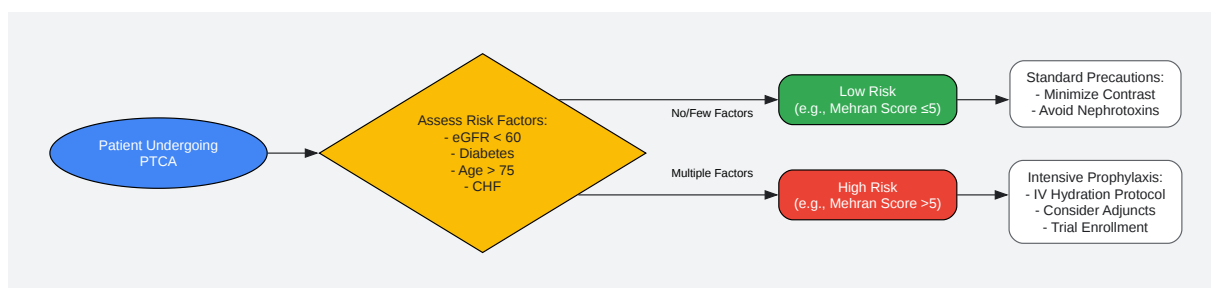 Patient Undergoing
PTCA
Assess Risk Factors:
- eGFR < 60
- Diabetes
- Age > 75
- CHF
No/Few Factors
Multiple Factors
Low Risk
(e.g., Mehran Score ≤5)
High Risk
(e.g., Mehran Score >5)
Standard Precautions:
- Minimize Contrast
- Avoid Nephrotoxins
Intensive Prophylaxis:
- IV Hydration Protocol
- Consider Adjuncts
- Trial Enrollment